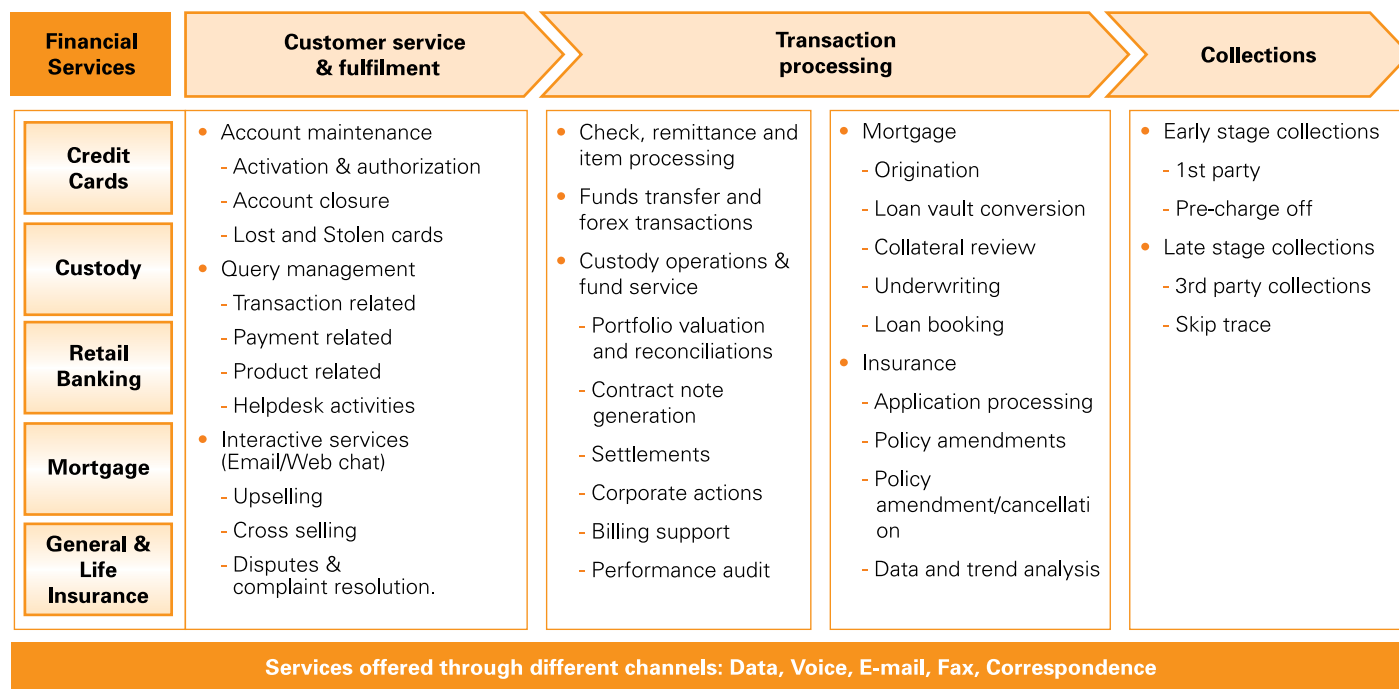 Financial
Services
Customer service
& fulfilment
Transaction
processing
Collections
Credit
Cards
Custody
Retail
Banking
Mortgage
General &
Life
Insurance
• Account maintenance
- Activation & authorization
- Account closure
- Lost and Stolen cards
• Query management
- Transaction related
- Payment related
- Product related
- Helpdesk activities
• Interactive services
(Email/Web chat)
- Upselling
- Cross selling
- Disputes &
complaint resolution.
• Check, remittance and
item processing
• Funds transfer and
forex transactions
• Custody operations &
fund service
- Portfolio valuation
and reconciliations
- Contract note
generation
- Settlements
- Corporate actions
- Billing support
- Performance audit
• Mortgage
- Origination
- Loan vault conversion
- Collateral review
- Underwriting
- Loan booking
• Insurance
- Application processing
- Policy amendments
- Policy
amendment/cancellati
on
- Data and trend analysis
• Early stage collections
- 1st party
- Pre-charge off
• Late stage collections
- 3rd party collections
- Skip trace
Services offered through different channels: Data, Voice, E-mail, Fax, Correspondence